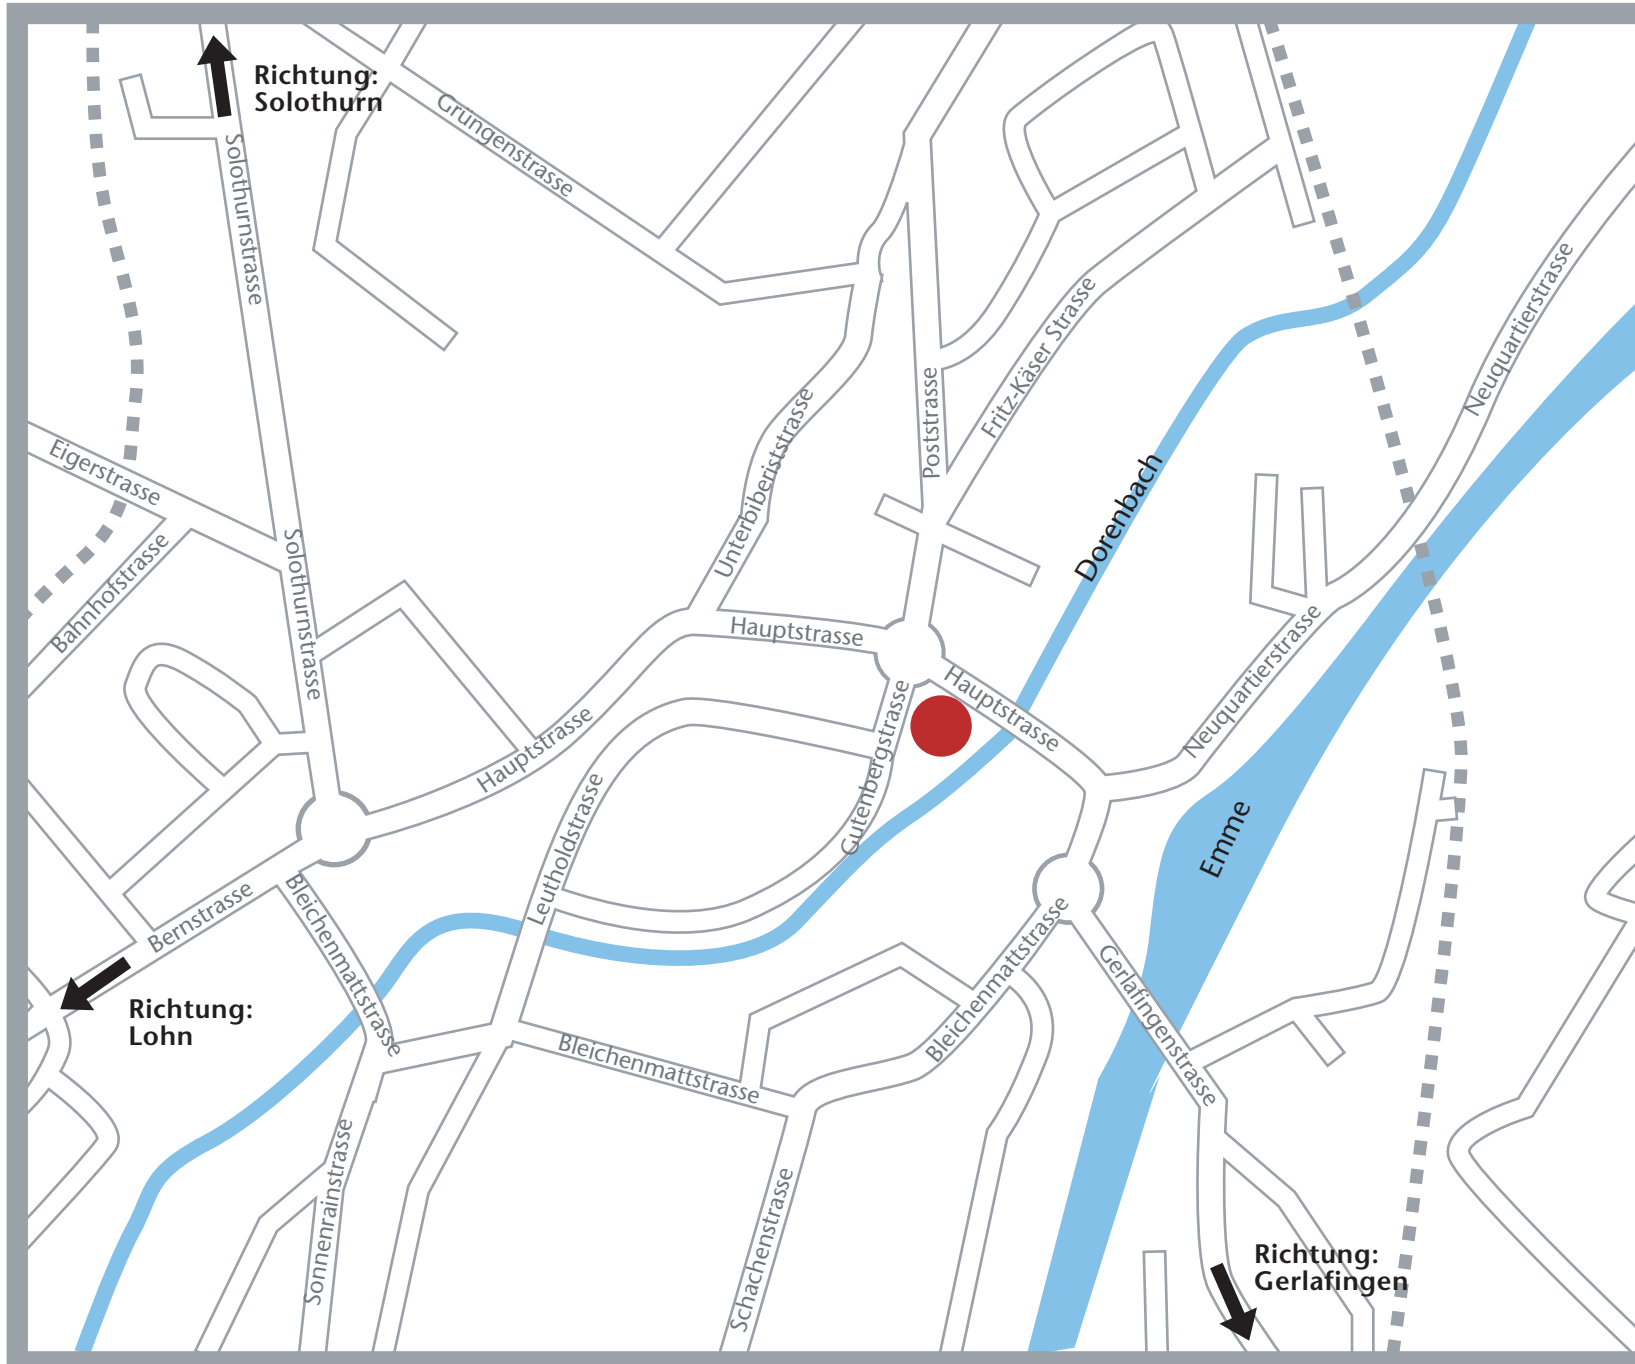 Richtung:
Solothurn
Grüngenstrasse
Solothurnstrasse
Neuquartierstrasse
Fritz-Käser Strasse
Poststrasse
Unterbiberiststrasse
Eigerstrasse
Dorenbach
Bahnhofstrasse
Solothurnstrasse
Hauptstrasse
Hauptstrasse
Neuquartierstrasse
Hauptstrasse
Gutenbergstrasse
Leutholdstrasse
Emme
Bernstrasse
Bleichenmattstrasse
Bleichenmattstrasse
Gerlafingenstrasse
Richtung:
Lohn
Bleichenmattstrasse
Sonnenrainstrasse
Schachenstrasse
Richtung:
Gerlafingen